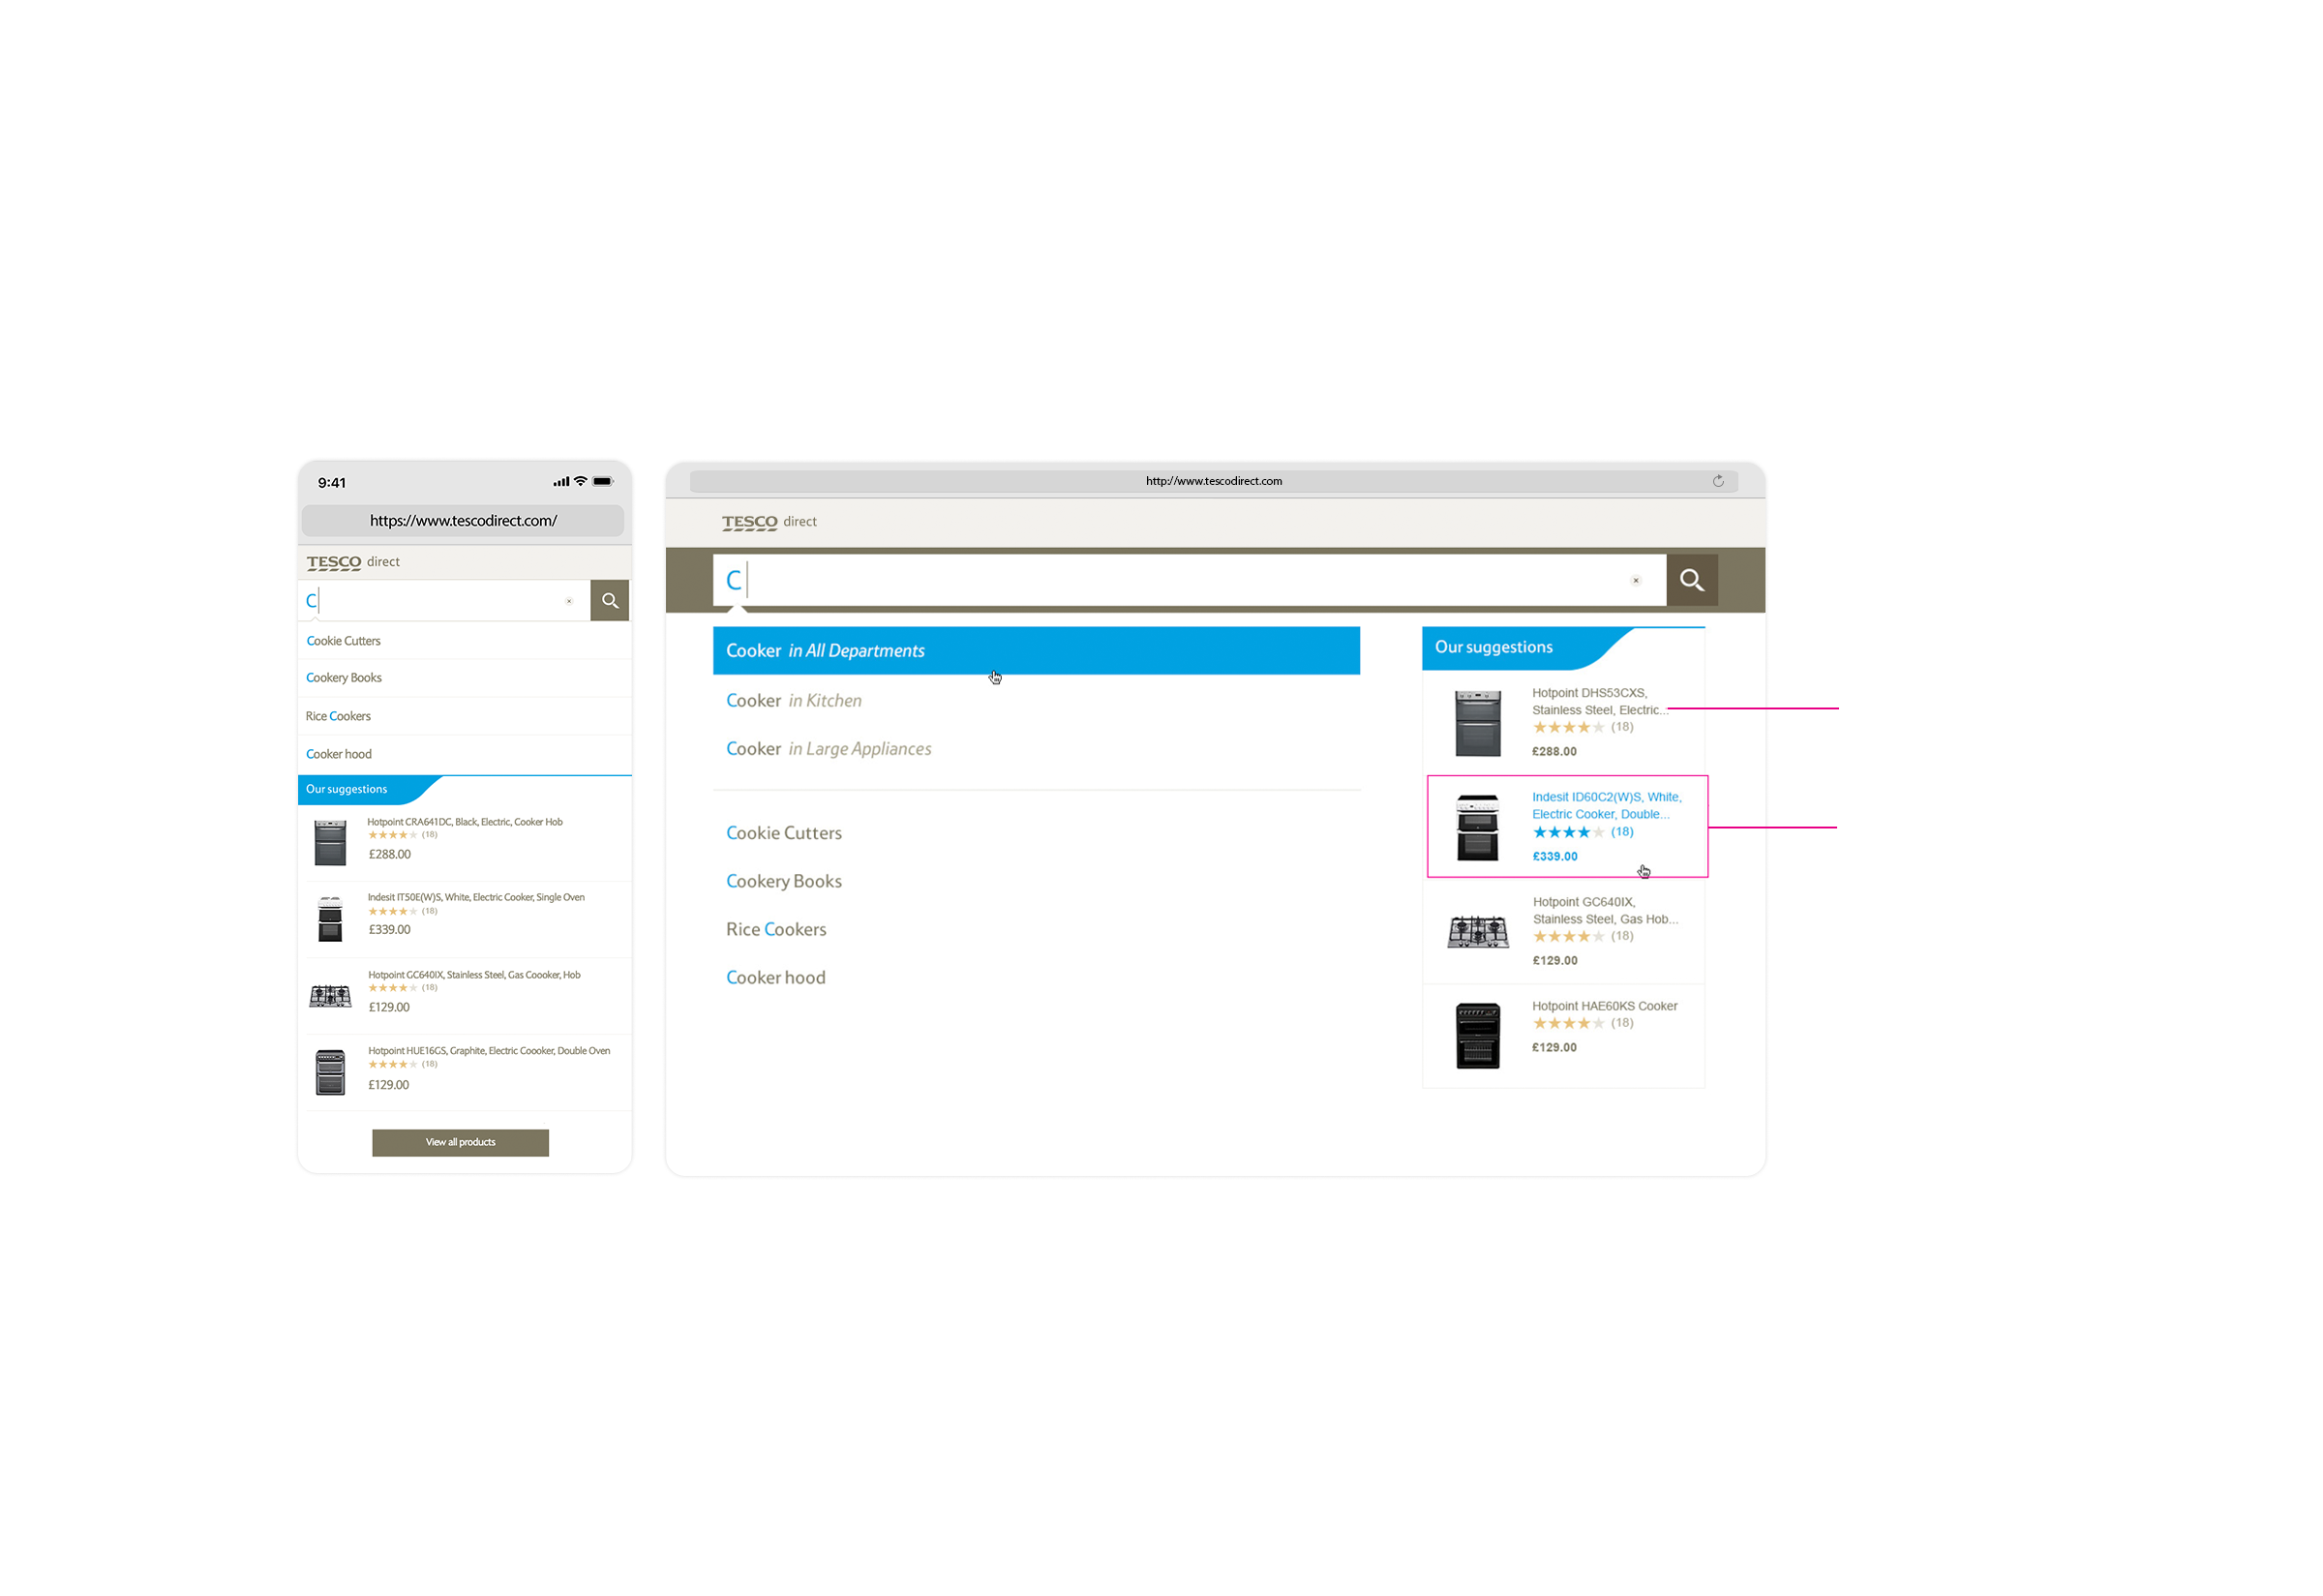 9:41
https://www.tescodirect.com/
TESCO direct
C
Cookie Cutters
Cookery Books
Rice Cookers
Cooker hood
Our suggestions
Hotpoint CRA641DC, Black, Electric, Cooker Hob
(18)
£288.00
Indesit IT50E(W)S, White, Electric Cooker, Single Oven
(18)
£339.00
Hotpoint GC640IX, Stainless Steel, Gas Coooker, Hob
(18)
£129.00
Hotpoint HUE16GS, Graphite, Electric Coooker, Double Oven
(18)
£129.00
View all products
http://www.tescodirect.com
TESCO direct
C
Cooker in All Departments
Cooker in Kitchen
Cooker in Large Appliances
Cookie Cutters
Cookery Books
Rice Cookers
Cooker hood
Our suggestions
Hotpoint DHS53CXS,
Stainless Steel, Electric...
(18)
£288.00
Indesit ID60C2(W)S, White,
Electric Cooker, Double...
(18)
£339.00
Hotpoint GC640IX,
Stainless Steel, Gas Hob...
(18)
£129.00
Hotpoint HAE60KS Cooker
(18)
£129.00